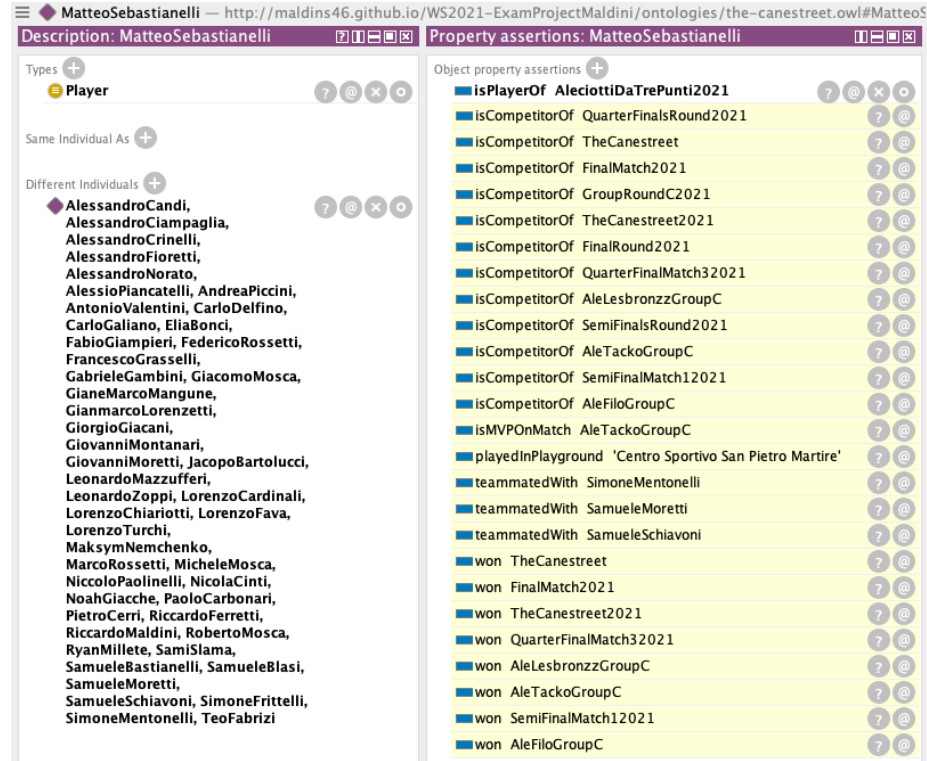 MatteoSebastianelli — http://maldins46.github.io/WS2021-ExamProjectMaldini/ontologies/the-canestreet.owl#MatteoS
Description: MatteoSebastianelli
Types
Player
Same Individual As
Different Individuals
AlessandroCandi,
AlessandroCiampaglia,
AlessandroCrinelli,
AlessandroFioretti,
AlessandroNorato,
AlessioPiancatelli, AndreaPiccini,
AntonioValentini, CarloDelfino,
CarloGaliano, EliaBonci,
FabioGiampieri, FedericoRossetti,
FrancescoGrasselli,
GabrieleGambini, GiacomoMosca,
GianeMarcoMangune,
GianmarcoLorenzetti,
GiorgioGiacani,
GiovanniMontanari,
GiovanniMoretti, JacopoBartolucci,
LeonardoMazzufferi,
LeonardoZoppi, LorenzoCardinali,
LorenzoChiariotti, LorenzoFava,
LorenzoTurchi,
MaksymNemchenko,
MarcoRossetti, MicheleMosca,
NiccoloPaolinelli, NicolaCinti,
NoahGiacche, PaoloCarbonari,
PietroCerri, RiccardoFerretti,
RiccardoMaldini, RobertoMosca,
RyanMillete, SamiSlama,
SamueleBastianelli, SamueleBlasi,
SamueleMoretti,
SamueleSchiavoni, SimoneFrittelli,
SimoneMentonelli, TeoFabrizi
Property assertions: MatteoSebastianelli
Object property assertions
isPlayerOf AleciottiDaTrePunti2021
isCompetitorOf QuarterFinalsRound2021
isCompetitorOf TheCanestreet
isCompetitorOf FinalMatch2021
isCompetitorOf GroupRoundC2021
isCompetitorOf TheCanestreet2021
isCompetitorOf FinalRound2021
isCompetitorOf QuarterFinalMatch32021
isCompetitorOf AleLesbronzzGroupC
isCompetitorOf SemiFinalsRound2021
isCompetitorOf AleTackoGroupC
isCompetitorOf SemiFinalMatch12021
isCompetitorOf AleFiloGroupC
isMVPOnMatch AleTackoGroupC
playedInPlayground 'Centro Sportivo San Pietro Martire'
teammatedWith SimoneMentonelli
teammatedWith SamueleMoretti
teammatedWith SamueleSchiavoni
won TheCanestreet
won FinalMatch2021
won TheCanestreet2021
won QuarterFinalMatch32021
won AleLesbronzzGroupC
won AleTackoGroupC
won SemiFinalMatch12021
won AleFiloGroupC